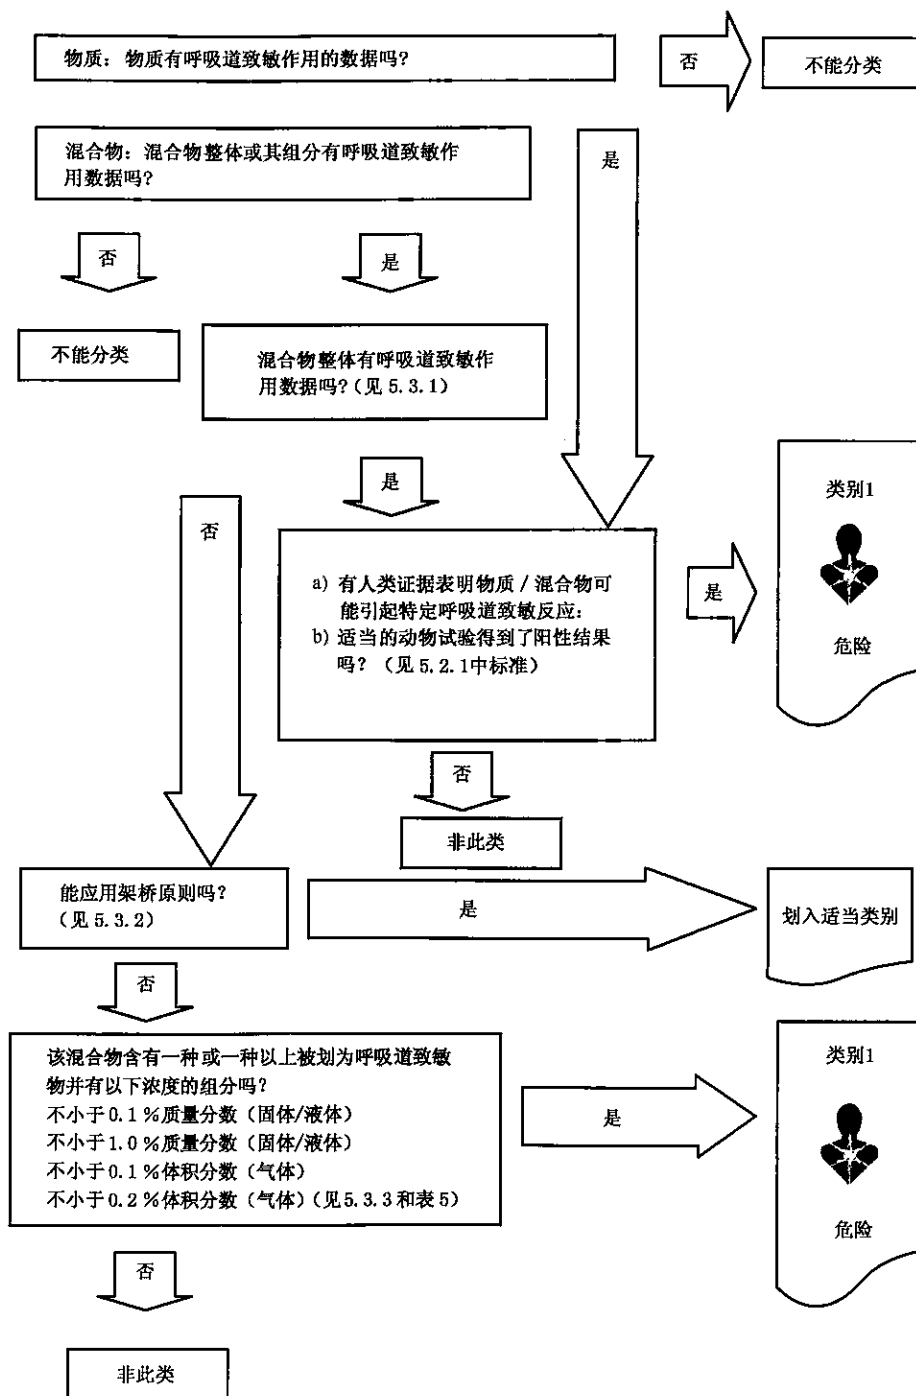 物质：物质有呼吸道致敏作用的数据吗？
否
不能分类
混合物：混合物整体或其组分有呼吸道致敏作
用数据吗？
是
否
是
不能分类
混合物整体有呼吸道致敏作
用数据吗？（见 5.3.1）
是
否
类别1
a) 有人类证据表明物质 / 混合物可
能引起特定呼吸道致敏反应：
b) 适当的动物试验得到了阳性结果
吗？（见 5.2.1中标准）
是
危险
否
非此类
能应用架桥原则吗？
（见 5.3.2）
是
划入适当类别
否
该混合物含有一种或一种以上被划为呼吸道致敏
物并有以下浓度的组分吗？
不小于 0.1 %质量分数（固体/液体）
不小于 1.0 %质量分数（固体/液体）
不小于 0.1 %体积分数（气体）
不小于 0.2 %体积分数（气体）（见 5.3.3 和表 5）
是
类别1
危险
否
非此类